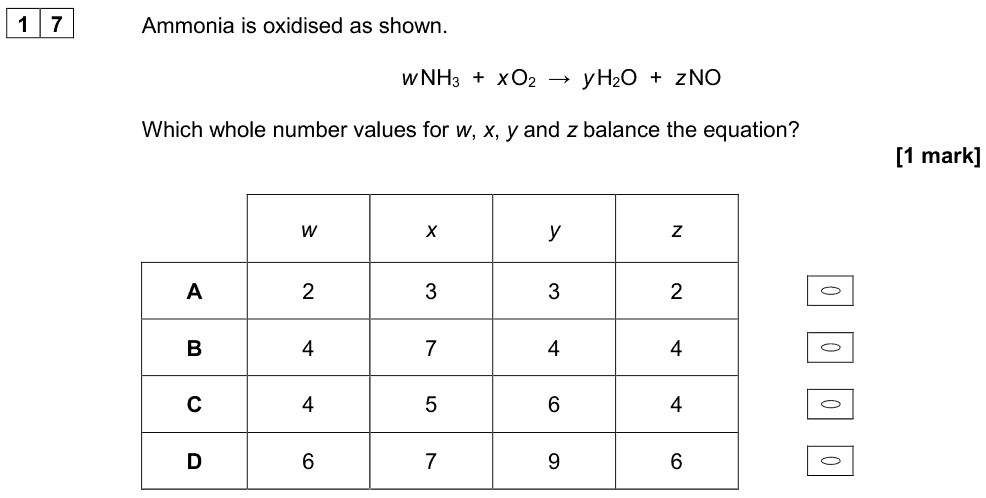 1 7 Ammonia is oxidised as shown.
wNH₃ + xO₂ → yH₂O + zNO
Which whole number values for w, x, y and z balance the equation?
[1 mark]
w x y z
A 2 3 3 2
B 4 7 4 4
C 4 5 6 4
D 6 7 9 6